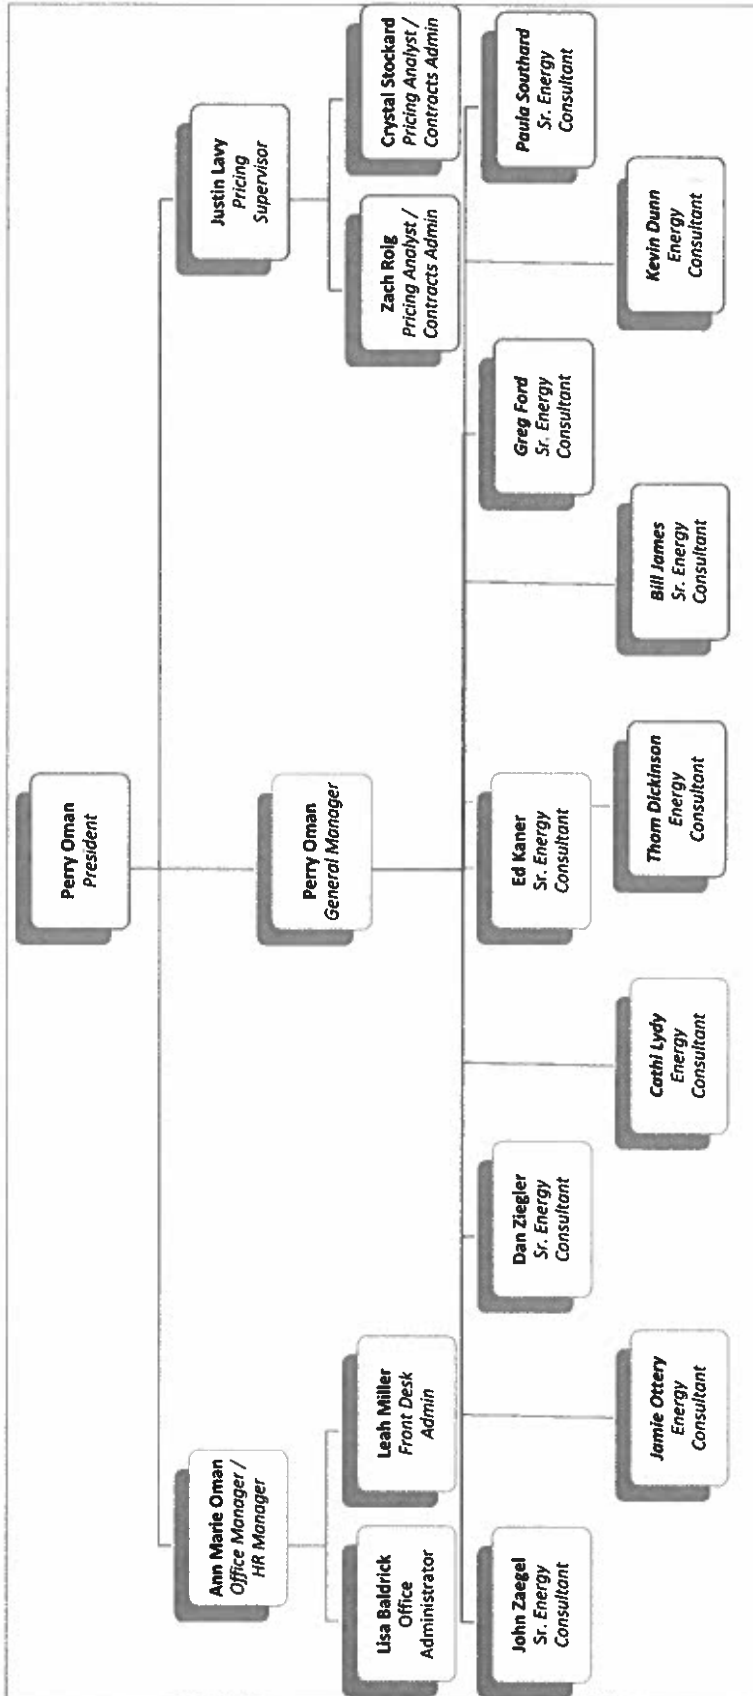 Perry Oman
President
Ann Marie Oman
Office Manager /
HR Manager
Perry Oman
General Manager
Justin Lavy
Pricing
Supervisor
Lisa Baldrick
Office
Administrator
Leah Miller
Front Desk
Admin
Zach Roig
Pricing Analyst /
Contracts Admin
Crystal Stockard
Pricing Analyst /
Contracts Admin
John Zaegel
Sr. Energy
Consultant
Dan Ziegler
Sr. Energy
Consultant
Ed Kaner
Sr. Energy
Consultant
Greg Ford
Sr. Energy
Consultant
Paula Southard
Sr. Energy
Consultant
Jamie Ottery
Energy
Consultant
Cathi Lydy
Energy
Consultant
Thom Dickinson
Energy
Consultant
Bill James
Sr. Energy
Consultant
Kevin Dunn
Energy
Consultant